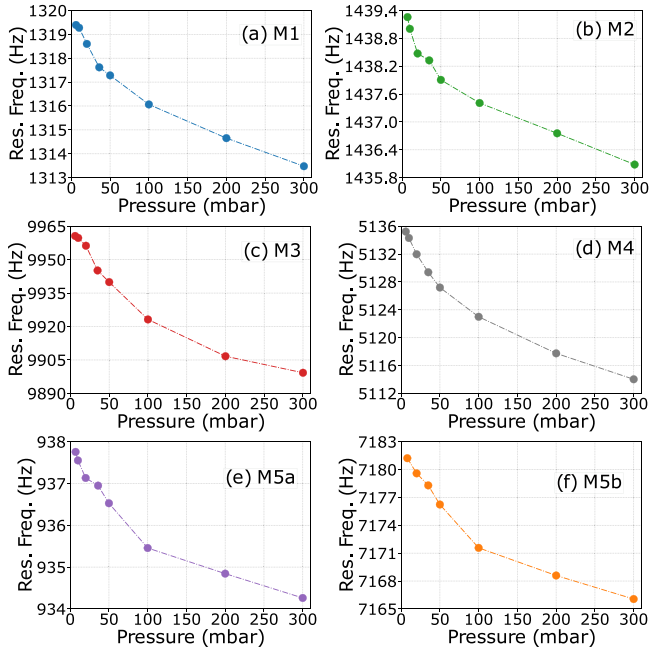 1320
1319
1318
1317
1316
1315
1314
1313
Res. Freq. (Hz)
(a) M1
0 50 100 150 200 250 300
Pressure (mbar)
1439.4
1438.8
1438.2
1437.6
1437.0
1436.4
1435.8
Res. Freq. (Hz)
(b) M2
0 50 100 150 200 250 300
Pressure (mbar)
9965
9950
9935
9920
9905
9890
Res. Freq. (Hz)
(c) M3
0 50 100 150 200 250 300
Pressure (mbar)
5136
5132
5128
5124
5120
5116
5112
Res. Freq. (Hz)
(d) M4
0 50 100 150 200 250 300
Pressure (mbar)
938
937
936
935
934
Res. Freq. (Hz)
(e) M5a
0 50 100 150 200 250 300
Pressure (mbar)
7183
7180
7177
7174
7171
7168
7165
Res. Freq. (Hz)
(f) M5b
0 50 100 150 200 250 300
Pressure (mbar)